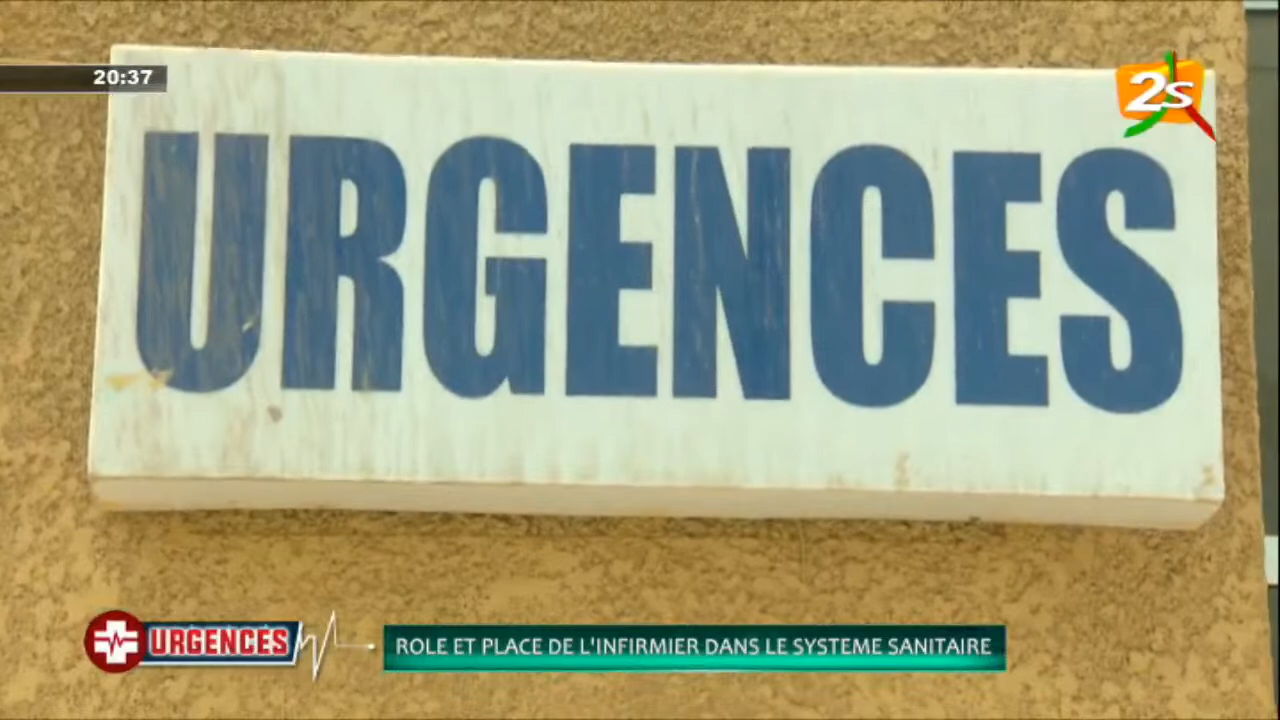 20:37
2s
URGENCES
URGENCES
ROLE ET PLACE DE L'INFIRMIER DANS LE SYSTEME SANITAIRE